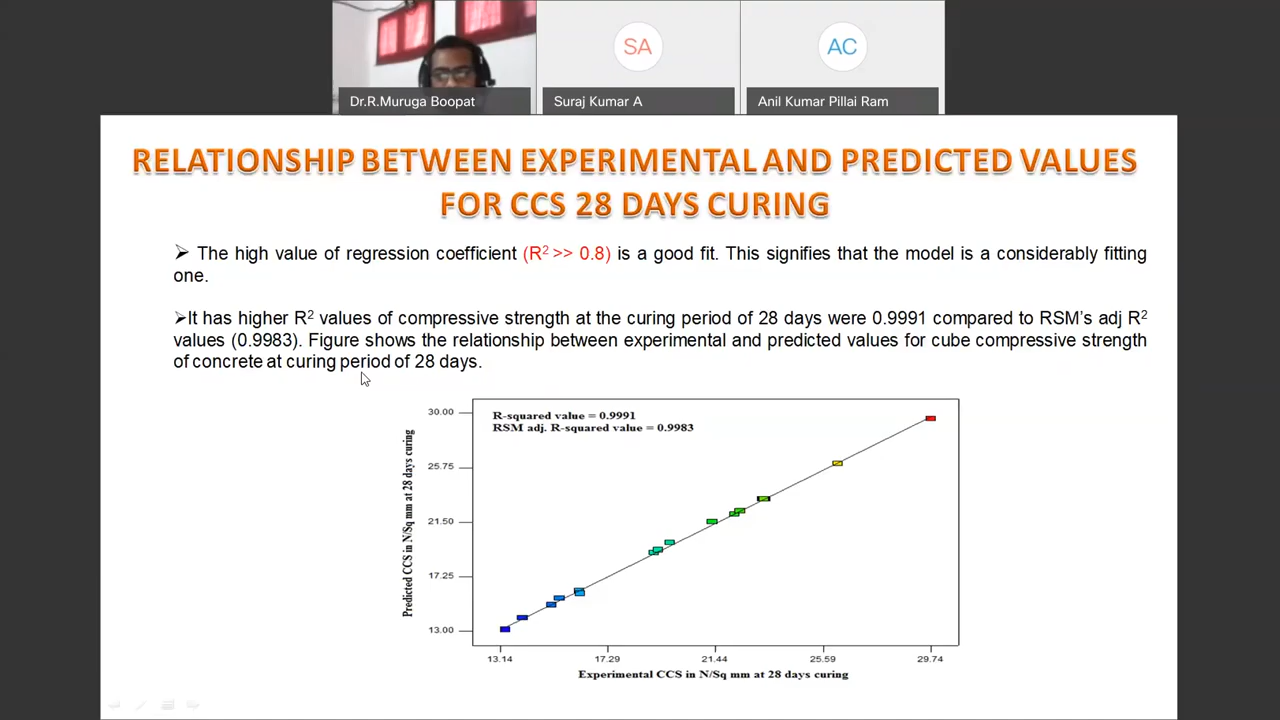 SA
AC
Dr.R.Muruga Boopat
Suraj Kumar A
Anil Kumar Pillai Ram
RELATIONSHIP BETWEEN EXPERIMENTAL AND PREDICTED VALUES
FOR CCS 28 DAYS CURING
➢ The high value of regression coefficient (R² >> 0.8) is a good fit. This signifies that the model is a considerably fitting
one.
➢It has higher R² values of compressive strength at the curing period of 28 days were 0.9991 compared to RSM's adj R²
values (0.9983). Figure shows the relationship between experimental and predicted values for cube compressive strength
of concrete at curing period of 28 days.
R-squared value = 0.9991
RSM adj. R-squared value = 0.9983
Predicted CCS in N/Sq mm at 28 days curing
30.00
25.75
21.50
17.25
13.00
13.14 17.29 21.44 25.59 29.74
Experimental CCS in N/Sq mm at 28 days curing